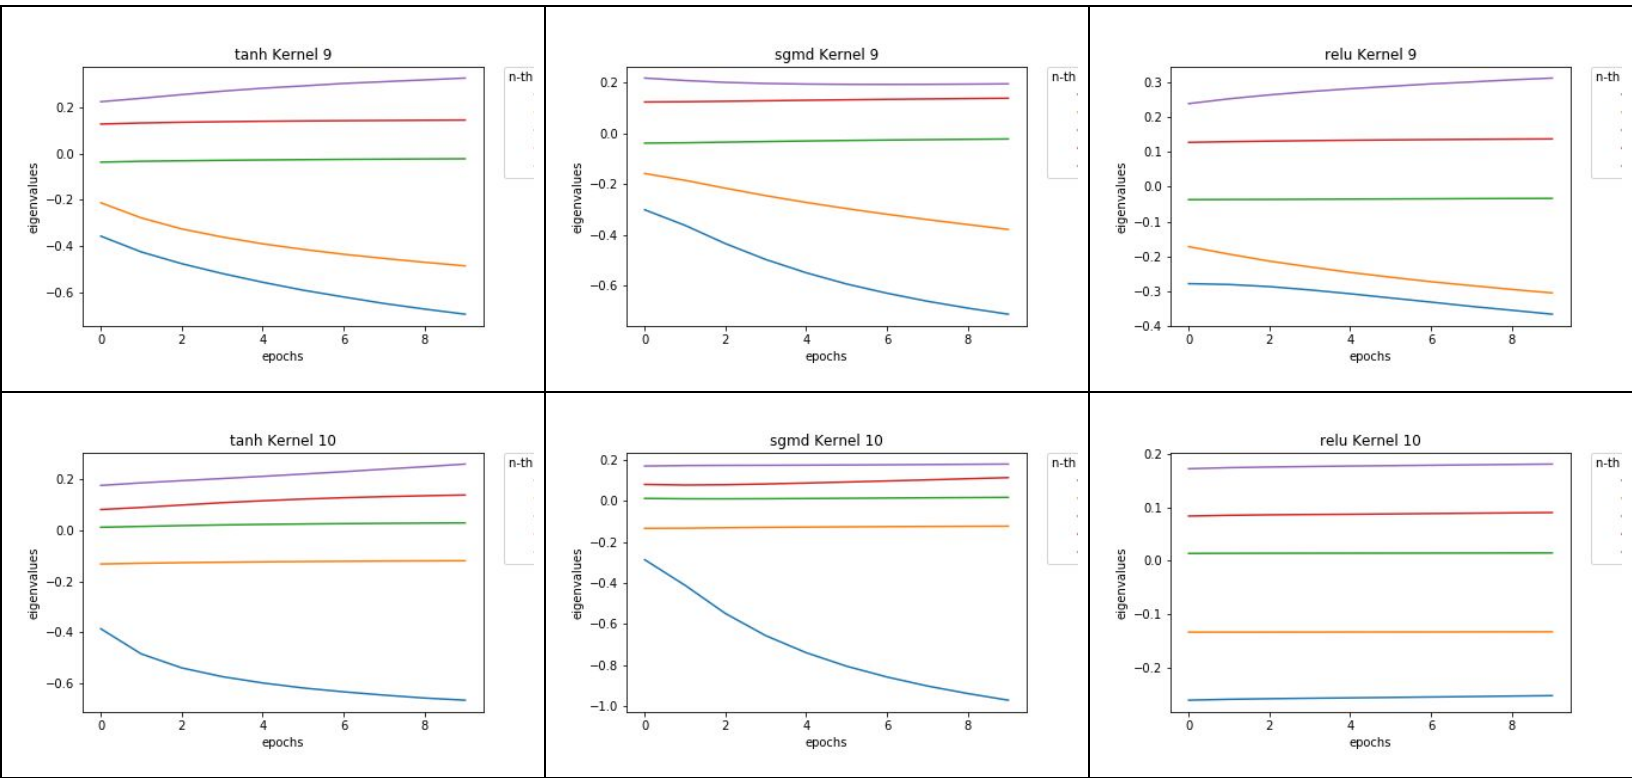 tanh Kernel 9
n-th
eigenvalues
0.2
0.0
−0.2
−0.4
−0.6
0 2 4 6 8
epochs
sgmd Kernel 9
n-th
eigenvalues
0.2
0.0
−0.2
−0.4
−0.6
0 2 4 6 8
epochs
relu Kernel 9
n-th
eigenvalues
0.3
0.2
0.1
0.0
−0.1
−0.2
−0.3
−0.4
0 2 4 6 8
epochs
tanh Kernel 10
n-th
eigenvalues
0.2
0.0
−0.2
−0.4
−0.6
0 2 4 6 8
epochs
sgmd Kernel 10
n-th
eigenvalues
0.2
0.0
−0.2
−0.4
−0.6
−0.8
−1.0
0 2 4 6 8
epochs
relu Kernel 10
n-th
eigenvalues
0.2
0.1
0.0
−0.1
−0.2
0 2 4 6 8
epochs